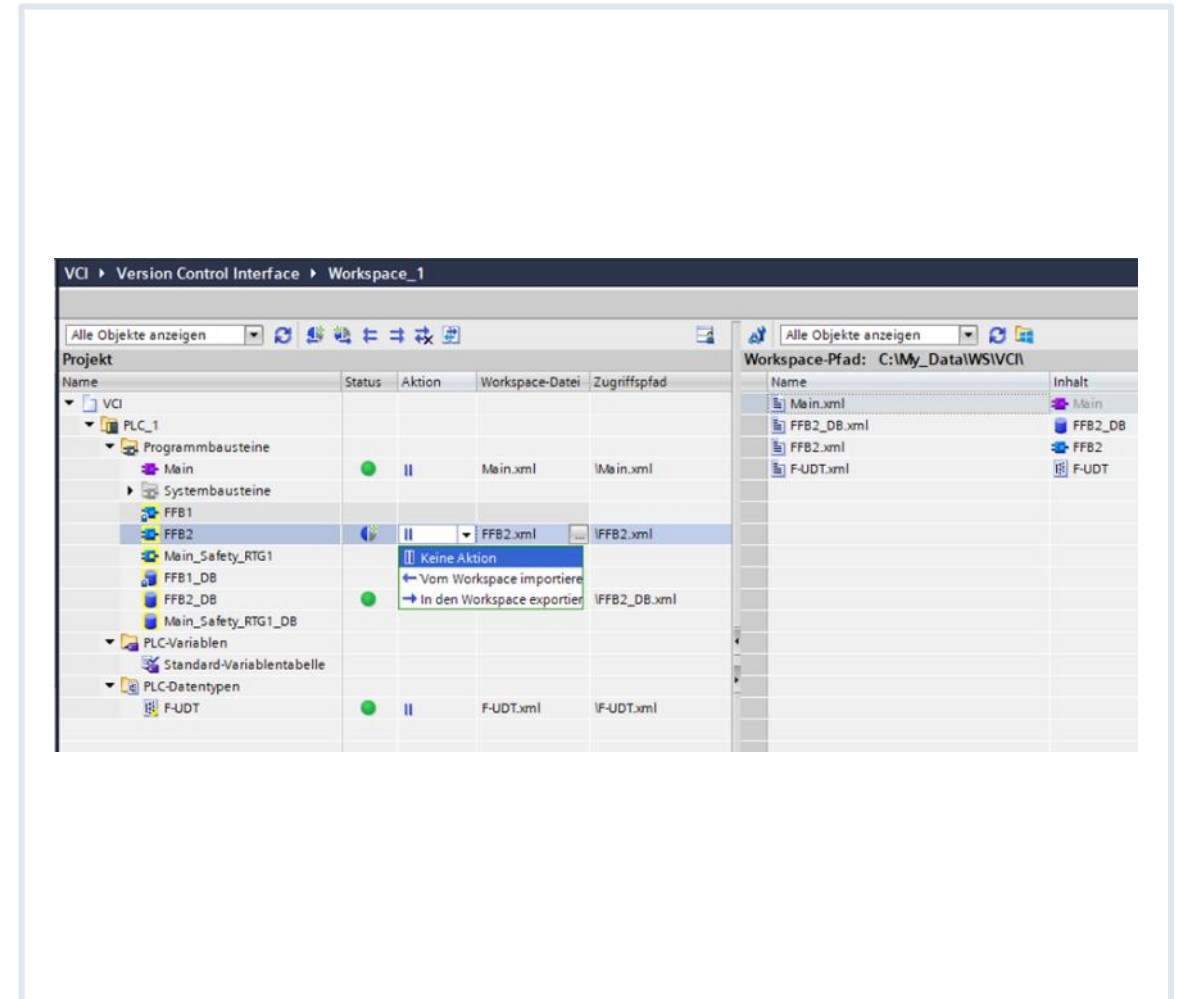 VCI ▸ Version Control Interface ▸ Workspace_1
Alle Objekte anzeigen
Alle Objekte anzeigen
Projekt
Workspace-Pfad: C:\My_Data\WS\VCI\
Name Status Aktion Workspace-Datei Zugriffspfad
Name Inhalt
VCI
PLC_1
Programmbausteine
Main Main.xml \Main.xml
Systembausteine
FFB1
FFB2 FFB2.xml ... \FFB2.xml
Main_Safety_RTG1
FFB1_DB
FFB2_DB \FFB2_DB.xml
Main_Safety_RTG1_DB
PLC-Variablen
Standard-Variablentabelle
PLC-Datentypen
F-UDT F-UDT.xml \F-UDT.xml
Keine Aktion
Vom Workspace importiere
In den Workspace exportier
Main.xml Main
FFB2_DB.xml FFB2_DB
FFB2.xml FFB2
F-UDT.xml F-UDT